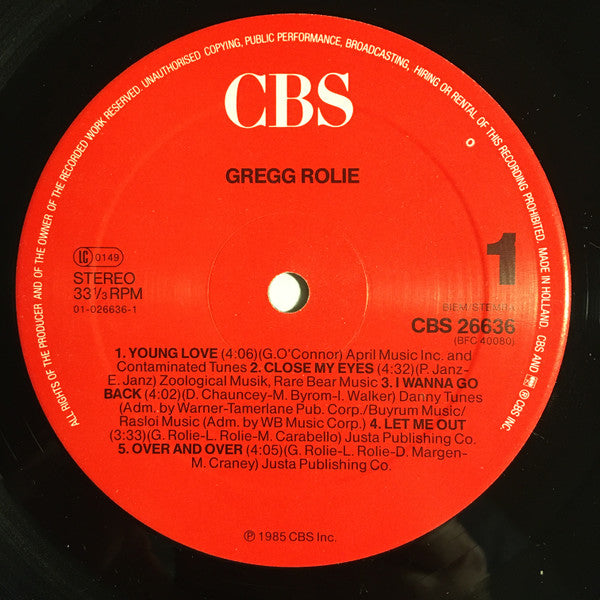 ALL RIGHTS OF THE PRODUCER AND OF THE OWNER OF THE RECORDED WORK RESERVED. UNAUTHORISED COPYING, PUBLIC PERFORMANCE, BROADCASTING, HIRING OR RENTAL OF THIS RECORDING PROHIBITED. MADE IN HOLLAND. CBS AND ℗ CBS INC.
CBS
GREGG ROLIE
LC 0149
STEREO
33⅓ RPM
01-026636-1
1
BIEM/STEMRA
CBS 26636
(BFC 40080)
1. YOUNG LOVE (4:06)(G.O'Connor) April Music Inc. and
Contaminated Tunes 2. CLOSE MY EYES (4:32)(P. Janz-
E. Janz) Zoological Musik, Rare Bear Music 3. I WANNA GO
BACK (4:02)(D. Chauncey-M. Byrom-I. Walker) Danny Tunes
(Adm. by Warner-Tamerlane Pub. Corp./Buyrum Music/
Rasloi Music (Adm. by WB Music Corp.) 4. LET ME OUT
(3:33)(G. Rolie-L. Rolie-M. Carabello) Justa Publishing Co.
5. OVER AND OVER (4:05)(G. Rolie-L. Rolie-D. Margen-
M. Craney) Justa Publishing Co.
℗ 1985 CBS Inc.